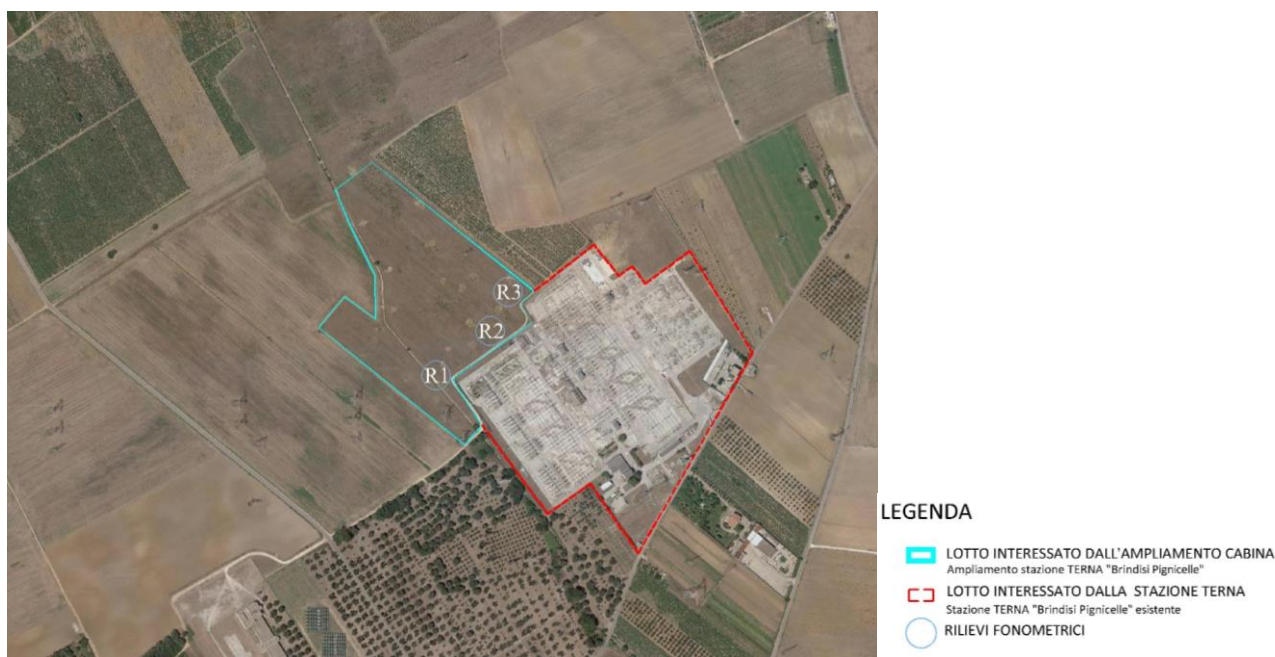 R3
R2
R1
LEGENDA
LOTTO INTERESSATO DALL'AMPLIAMENTO CABINA
Ampliamento stazione TERNA "Brindisi Pignicelle"
LOTTO INTERESSATO DALLA STAZIONE TERNA
Stazione TERNA "Brindisi Pignicelle" esistente
RILIEVI FONOMETRICI